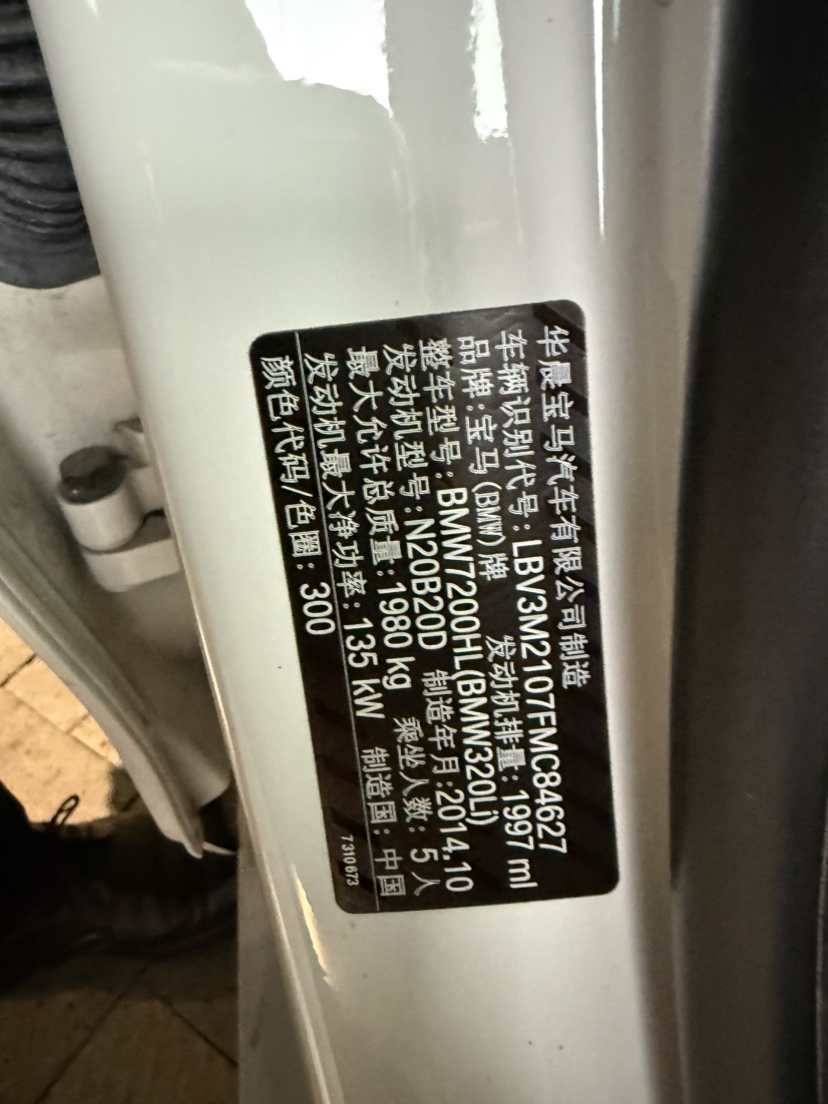 华晨宝马汽车有限公司制造
车辆识别代号:LBV3M2107FMC84627
品牌:宝马(BMW)牌 发动机排量:1997 ml
整车型号:BMW7200HL(BMW320Li)
发动机型号:N20B20D 制造年月:2014.10
最大允许总质量:1980 kg 乘坐人数:5人
发动机最大净功率:135 kW 制造国:中国
颜色代码/色圈:300
7310673